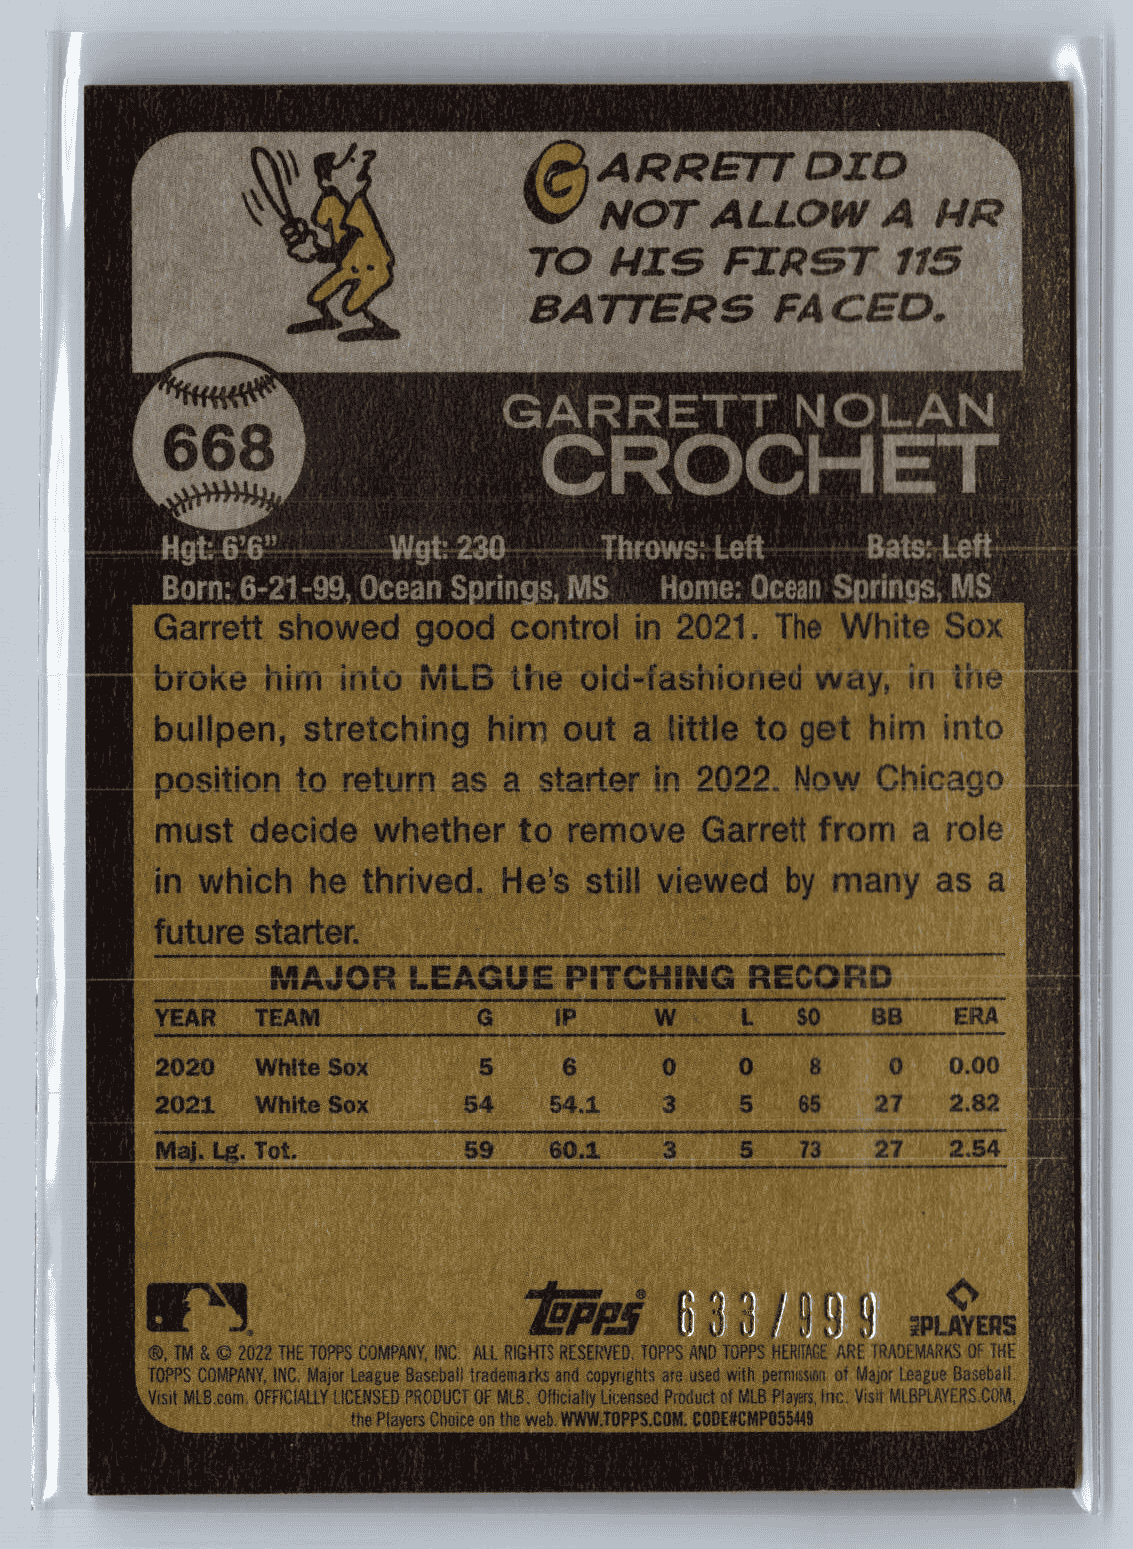 GARRETT DID
NOT ALLOW A HR
TO HIS FIRST 115
BATTERS FACED.
668
GARRETT NOLAN
CROCHET
Hgt: 6'6" Wgt: 230 Throws: Left Bats: Left
Born: 6-21-99, Ocean Springs, MS Home: Ocean Springs, MS
Garrett showed good control in 2021. The White Sox
broke him into MLB the old-fashioned way, in the
bullpen, stretching him out a little to get him into
position to return as a starter in 2022. Now Chicago
must decide whether to remove Garrett from a role
in which he thrived. He's still viewed by many as a
future starter.
MAJOR LEAGUE PITCHING RECORD
YEAR TEAM G IP W L SO BB ERA
2020 White Sox 5 6 0 0 8 0 0.00
2021 White Sox 54 54.1 3 5 65 27 2.82
Maj. Lg. Tot. 59 60.1 3 5 73 27 2.54
topps® 633/999 MLB PLAYERS
®, TM & © 2022 THE TOPPS COMPANY, INC. ALL RIGHTS RESERVED. TOPPS AND TOPPS HERITAGE ARE TRADEMARKS OF THE
TOPPS COMPANY, INC. Major League Baseball trademarks and copyrights are used with permission of Major League Baseball.
Visit MLB.com. OFFICIALLY LICENSED PRODUCT OF MLB. Officially Licensed Product of MLB Players, Inc. Visit MLBPLAYERS.COM,
the Players Choice on the web. WWW.TOPPS.COM. CODE#CMP055449